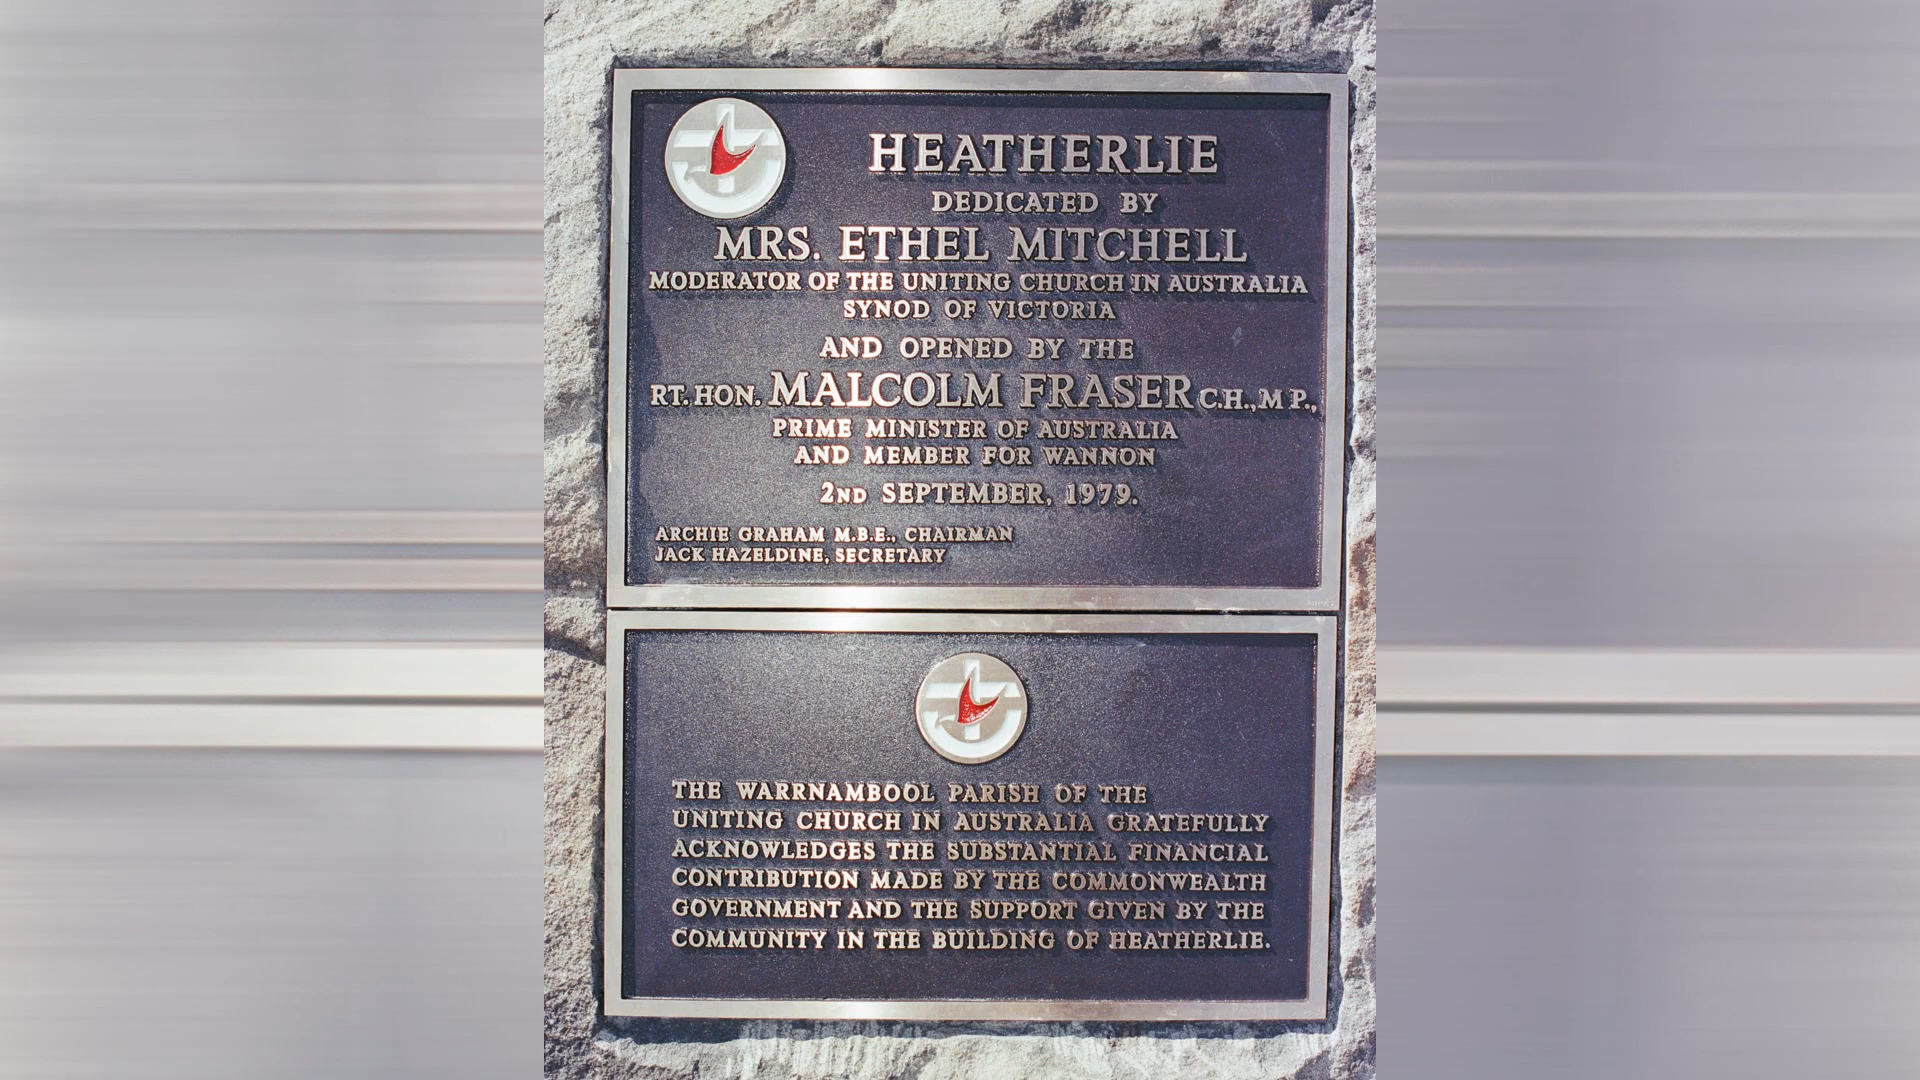 HEATHERLIE
DEDICATED BY
MRS. ETHEL MITCHELL
MODERATOR OF THE UNITING CHURCH IN AUSTRALIA
SYNOD OF VICTORIA
AND OPENED BY THE
RT. HON. MALCOLM FRASER C.H., M P.,
PRIME MINISTER OF AUSTRALIA
AND MEMBER FOR WANNON
2ND SEPTEMBER, 1979.
ARCHIE GRAHAM M.B.E., CHAIRMAN
JACK HAZELDINE, SECRETARY
THE WARRNAMBOOL PARISH OF THE
UNITING CHURCH IN AUSTRALIA GRATEFULLY
ACKNOWLEDGES THE SUBSTANTIAL FINANCIAL
CONTRIBUTION MADE BY THE COMMONWEALTH
GOVERNMENT AND THE SUPPORT GIVEN BY THE
COMMUNITY IN THE BUILDING OF HEATHERLIE.